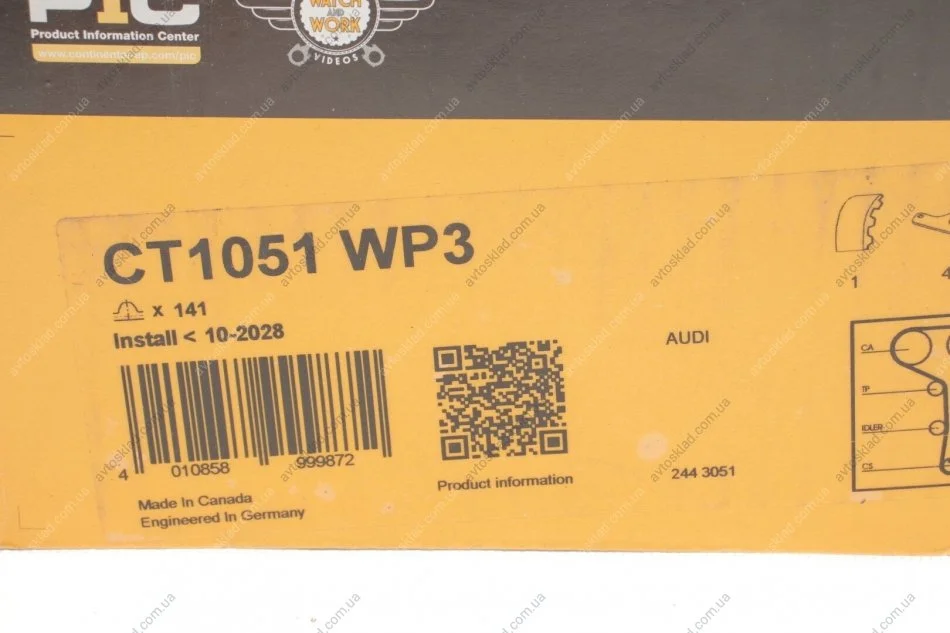 PIC
Product Information Center
www.continental-ep.com/pic
WATCH
AND
WORK
VIDEOS
CT1051 WP3
x 141
Install < 10-2028
4 010858 999872
Made In Canada
Engineered In Germany
Product information
AUDI
244 3051
1
4
CA
TP
IDLER
CS
avtosklad.com.ua